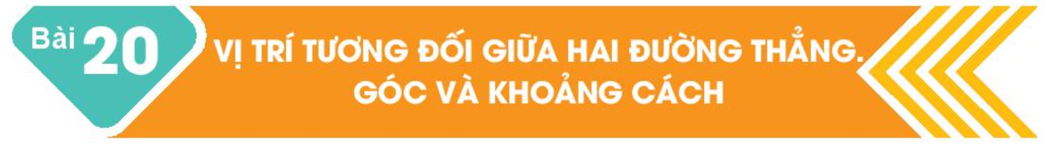 Bài 20
VỊ TRÍ TƯƠNG ĐỐI GIỮA HAI ĐƯỜNG THẲNG.
GÓC VÀ KHOẢNG CÁCH